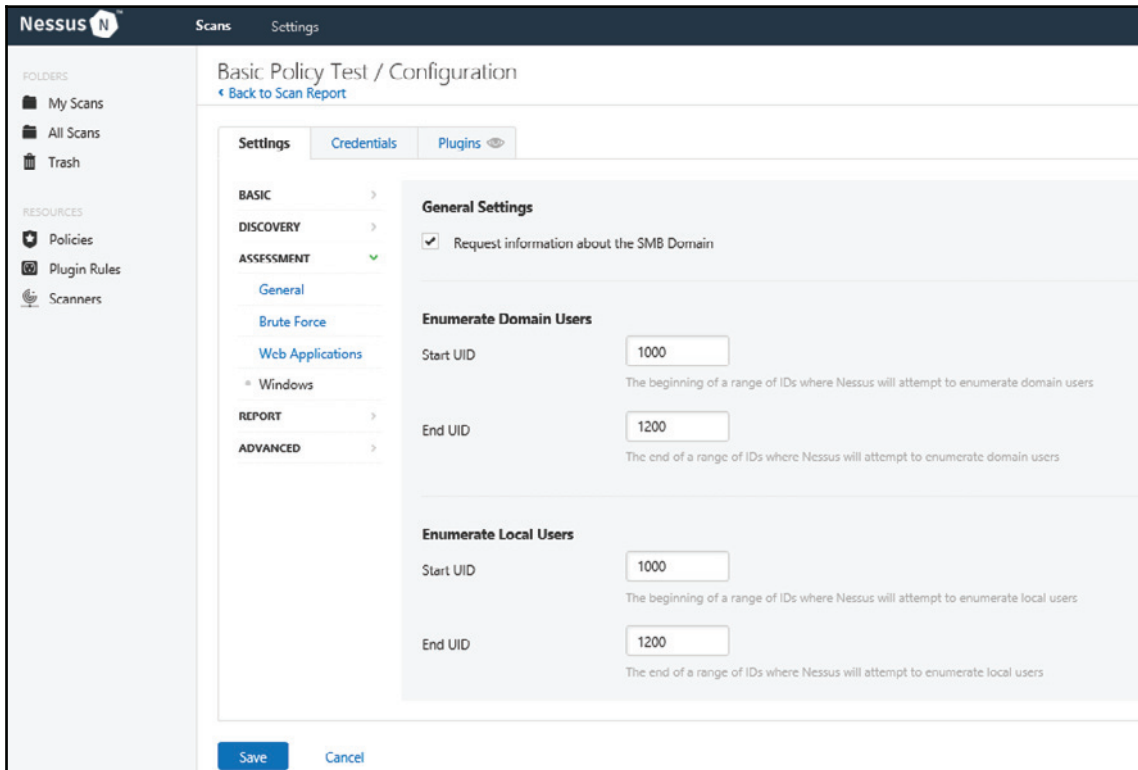 Nessus N ™
Scans Settings
FOLDERS
My Scans
All Scans
Trash
RESOURCES
Policies
Plugin Rules
Scanners
Basic Policy Test / Configuration
Back to Scan Report
Settings Credentials Plugins
BASIC
DISCOVERY
ASSESSMENT
General
Brute Force
Web Applications
Windows
REPORT
ADVANCED
General Settings
Request information about the SMB Domain
Enumerate Domain Users
Start UID 1000
The beginning of a range of IDs where Nessus will attempt to enumerate domain users
End UID 1200
The end of a range of IDs where Nessus will attempt to enumerate domain users
Enumerate Local Users
Start UID 1000
The beginning of a range of IDs where Nessus will attempt to enumerate local users
End UID 1200
The end of a range of IDs where Nessus will attempt to enumerate local users
Save Cancel